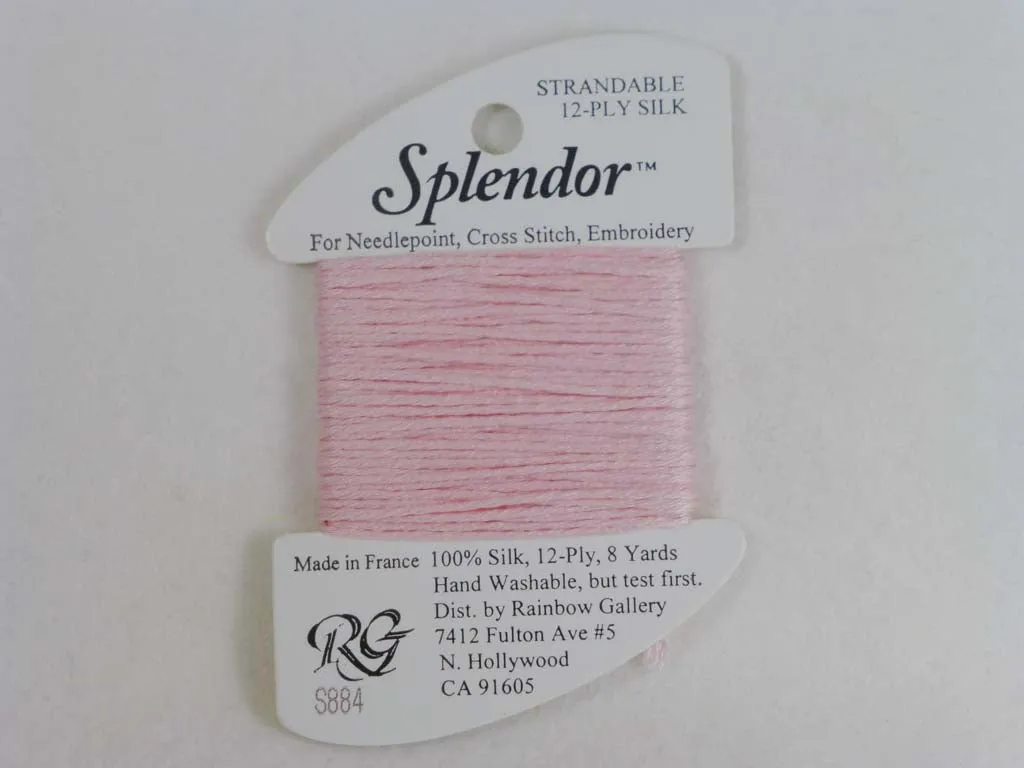 STRANDABLE
12-PLY SILK
Splendor™
For Needlepoint, Cross Stitch, Embroidery
Made in France 100% Silk, 12-Ply, 8 Yards
Hand Washable, but test first.
Dist. by Rainbow Gallery
7412 Fulton Ave #5
N. Hollywood
CA 91605
RG
S884